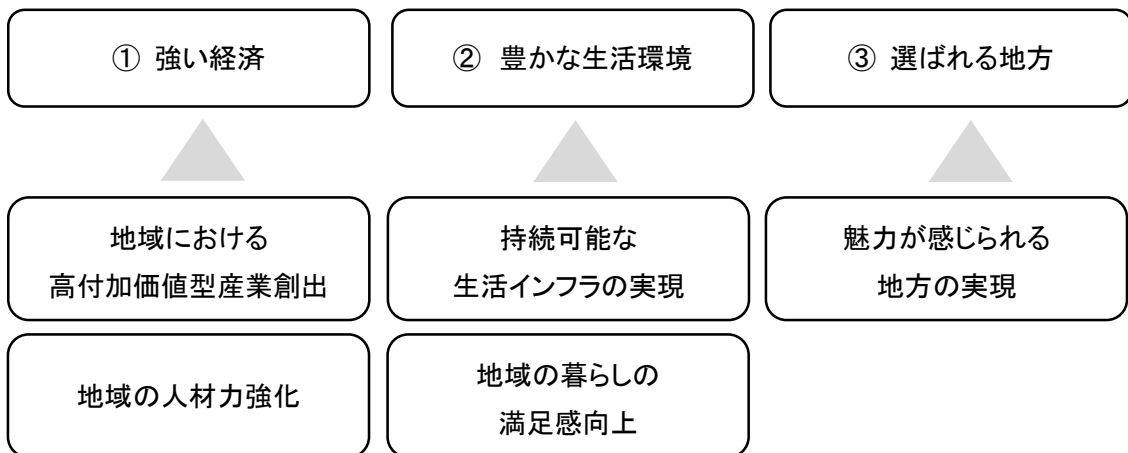 ① 強い経済
② 豊かな生活環境
③ 選ばれる地方
地域における
高付加価値型産業創出
持続可能な
生活インフラの実現
魅力が感じられる
地方の実現
地域の人材力強化
地域の暮らしの
満足感向上